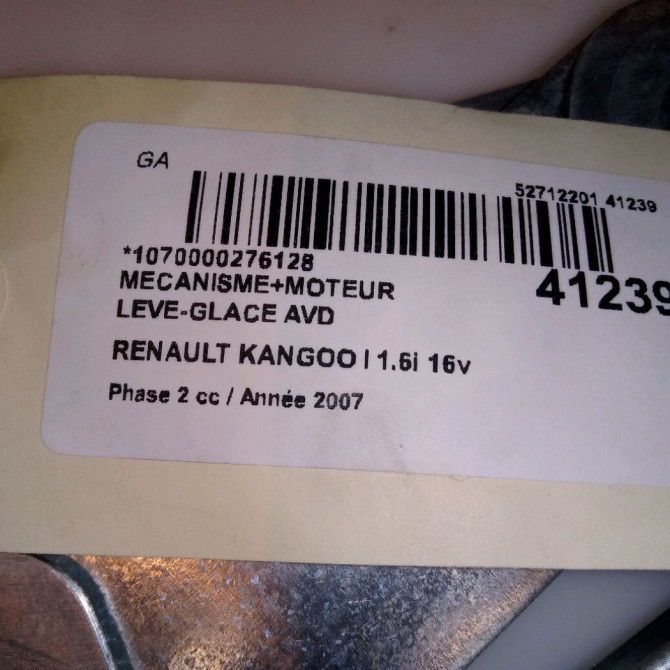 GA
52712201 41239
*1070000276128
41239
MECANISME+MOTEUR
LEVE-GLACE AVD
RENAULT KANGOO I 1.6i 16v
Phase 2 cc / Année 2007